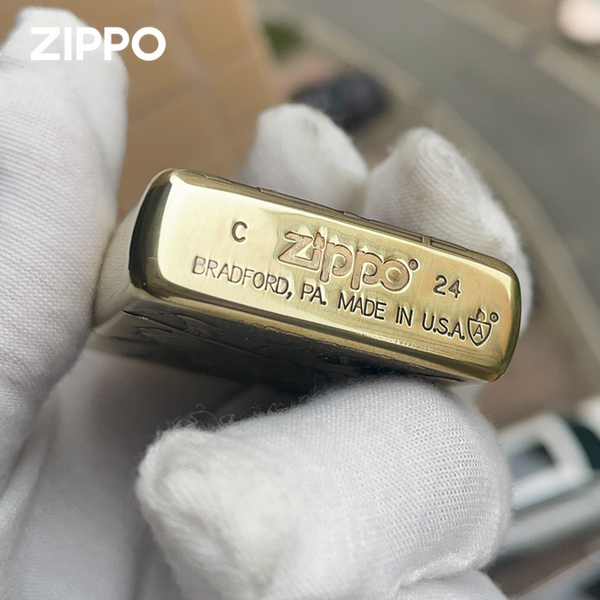 ZIPPO
C zippo® 24
BRADFORD, PA. MADE IN U.S.A. A